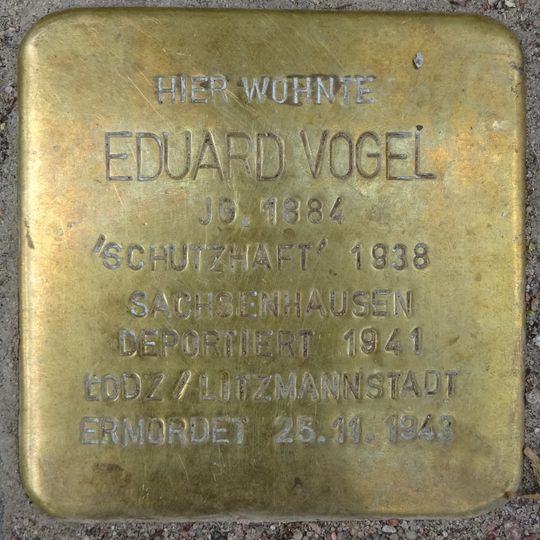 HIER WOHNTE
EDUARD VOGEL
JG. 1884
'SCHUTZHAFT' 1938
SACHSENHAUSEN
DEPORTIERT 1941
ŁODZ / LITZMANNSTADT
ERMORDET 25.11.1943